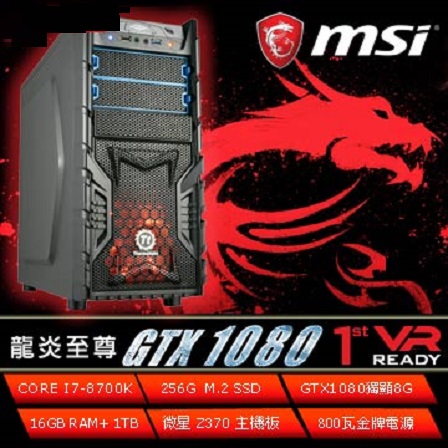 msi
龍炎至尊 GTX 1080 1st VR READY
CORE I7-8700K 256G M.2 SSD GTX1080獨顯8G
16GB RAM+ 1TB 微星 Z370 主機板 800瓦金牌電源